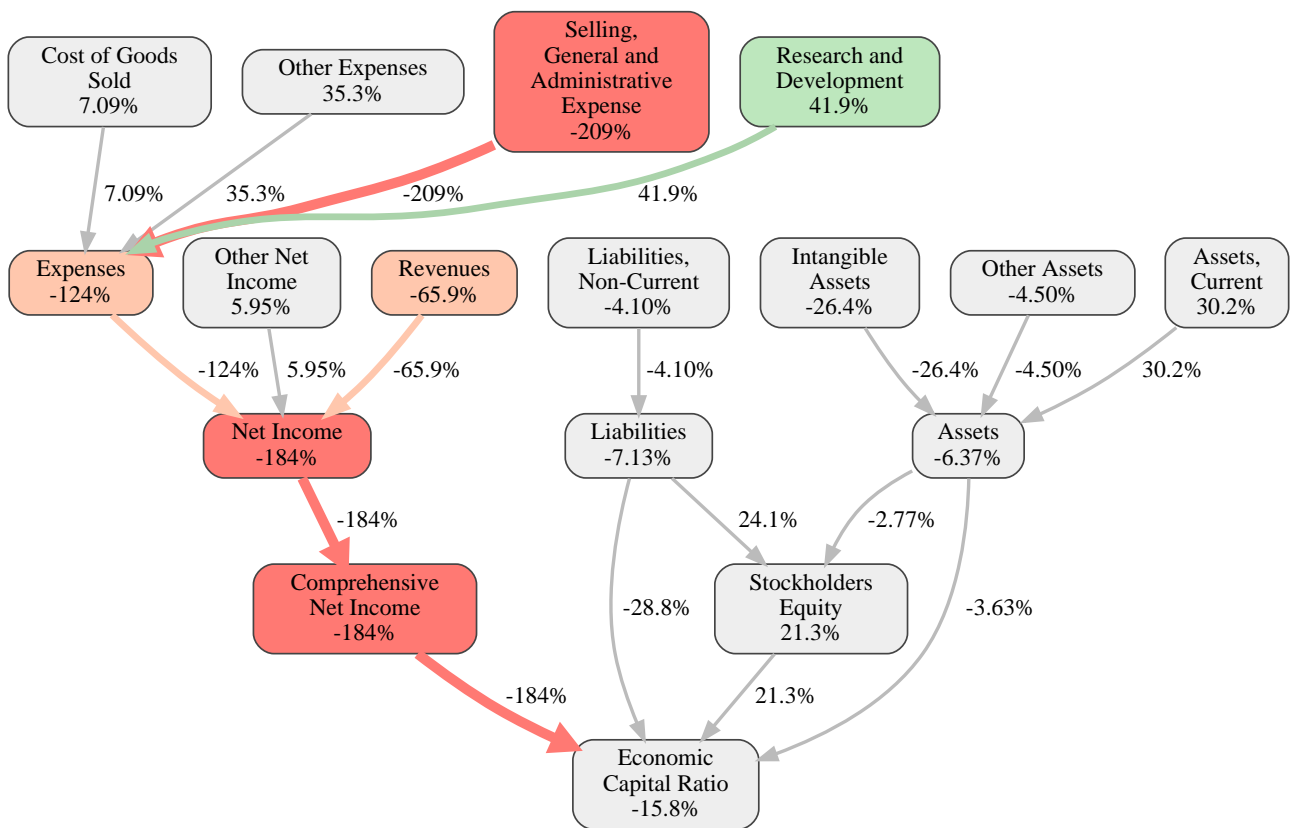 Cost of Goods
Sold
7.09%
Other Expenses
35.3%
Selling,
General and
Administrative
Expense
-209%
Research and
Development
41.9%
7.09%
35.3%
-209%
41.9%
Expenses
-124%
Other Net
Income
5.95%
Revenues
-65.9%
Liabilities,
Non-Current
-4.10%
Intangible
Assets
-26.4%
Other Assets
-4.50%
Assets,
Current
30.2%
-124%
5.95%
-65.9%
-4.10%
-26.4%
-4.50%
30.2%
Net Income
-184%
Liabilities
-7.13%
Assets
-6.37%
-184%
24.1%
-2.77%
Comprehensive
Net Income
-184%
-28.8%
Stockholders
Equity
21.3%
-3.63%
-184%
21.3%
Economic
Capital Ratio
-15.8%